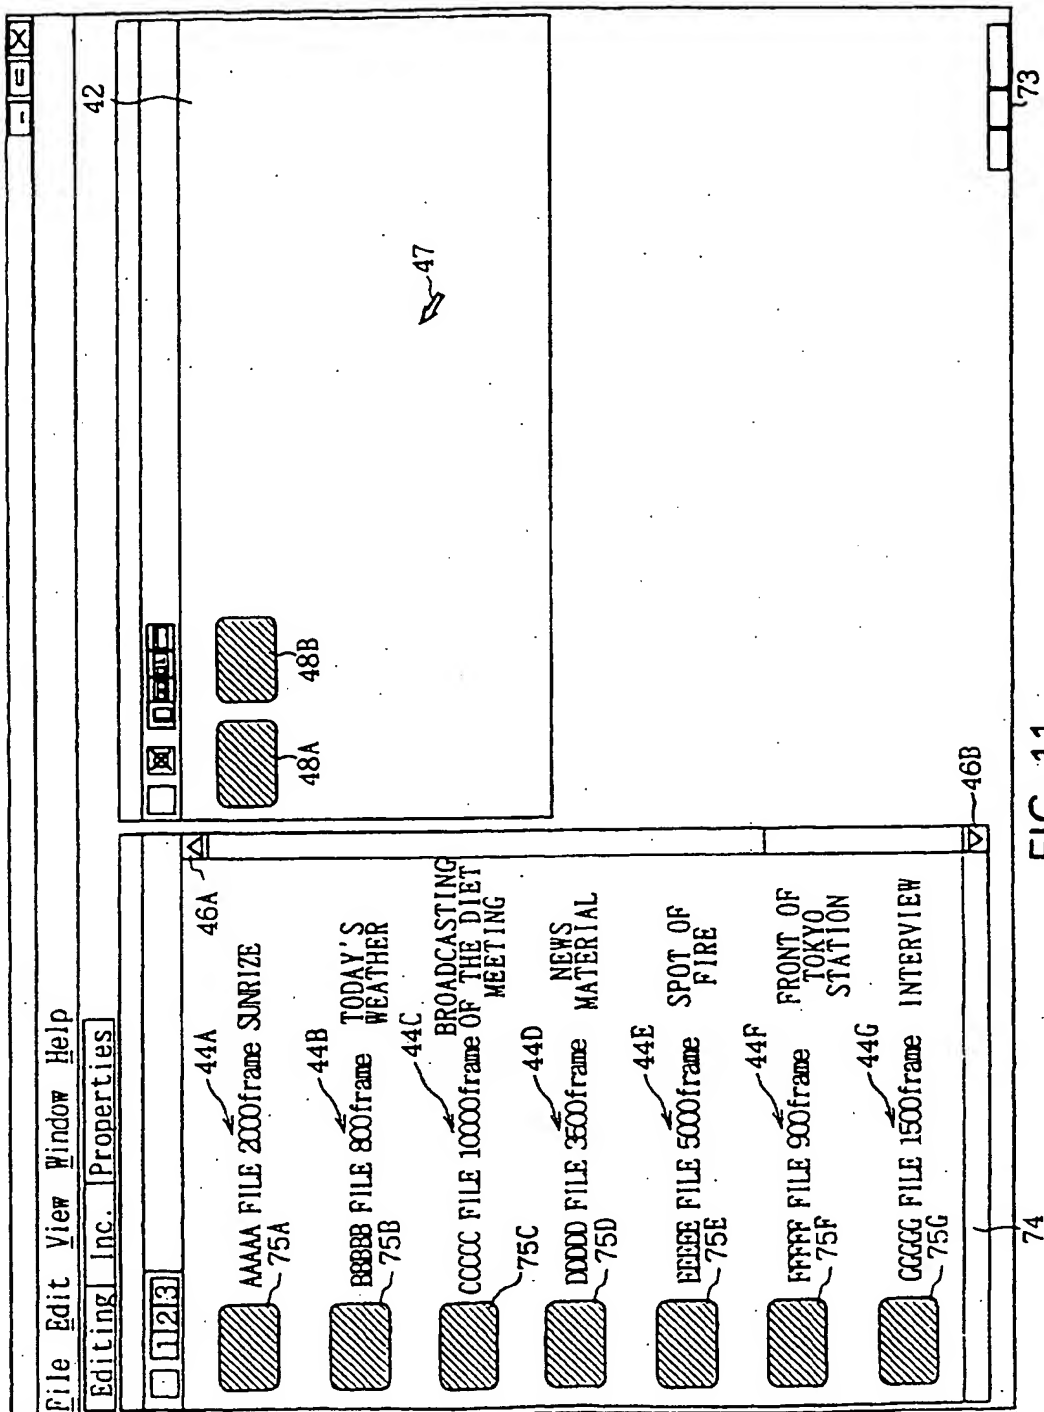 File Edit View Window Help
Editing Inc. Properties
1 2 3
42
46A
44A
AAAAA FILE 2000frame SUNRIZE
75A
44B
BBBBB FILE 800frame TODAY'S WEATHER
75B
44C
CCCCC FILE 10000frame BROADCASTING OF THE DIET MEETING
75C
44D
DDDDD FILE 3500frame NEWS MATERIAL
75D
44E
EEEEE FILE 5000frame SPOT OF FIRE
75E
44F
FFFFF FILE 900frame FRONT OF TOKYO STATION
75F
44G
GGGGG FILE 1500frame INTERVIEW
75G
48A
48B
47
46B
74
73
FIG. 11